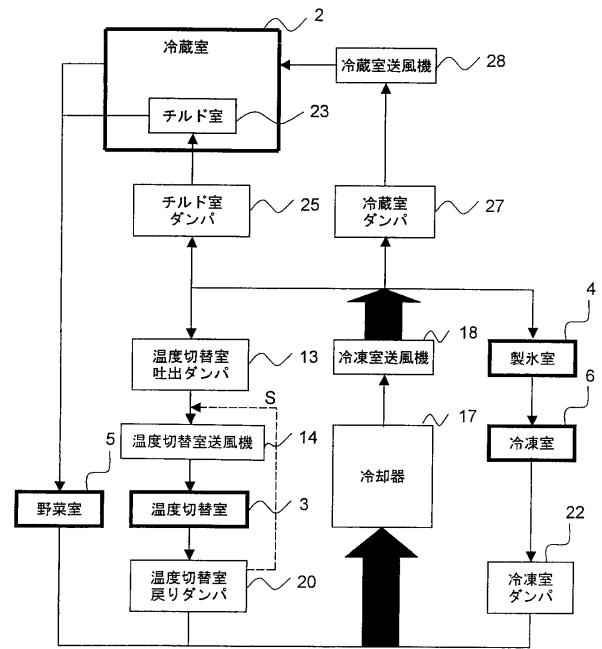 2
冷蔵室
冷蔵室送風機
28
チルド室
23
チルド室
ダンパ
25
冷蔵室
ダンパ
27
4
18
温度切替室
吐出ダンパ
13
冷凍室送風機
製氷室
6
S
17
温度切替室送風機
14
冷凍室
5
冷却器
野菜室
温度切替室
3
22
温度切替室
戻りダンパ
20
冷凍室
ダンパ